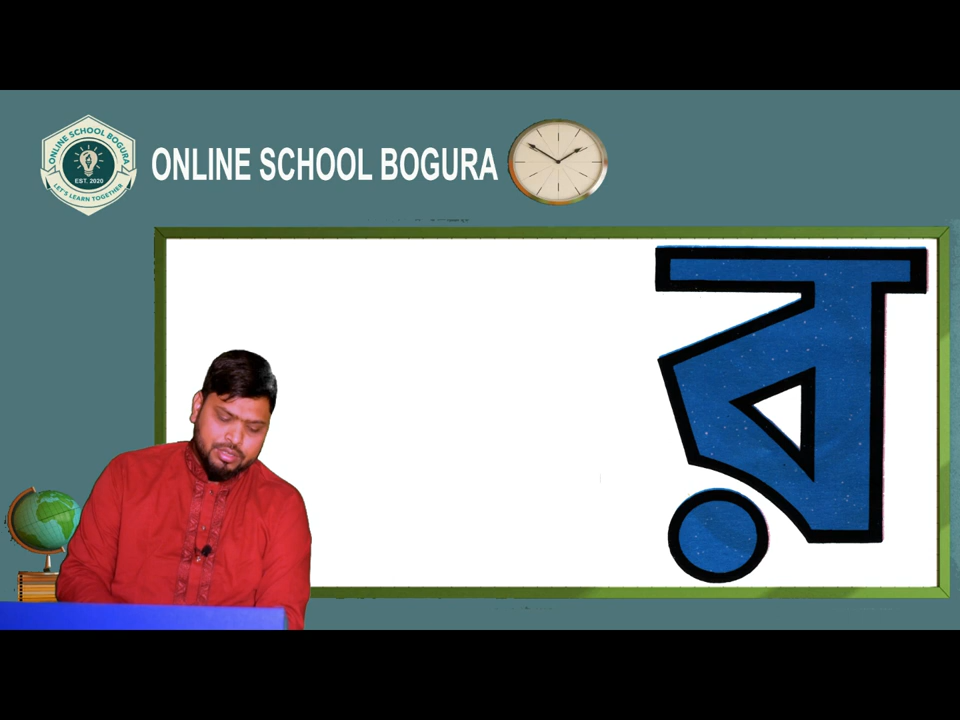 ONLINE SCHOOL BOGURA
EST. 2020
LET'S LEARN TOGETHER
ONLINE SCHOOL BOGURA
র